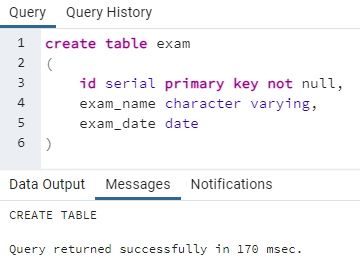 Query Query History
1 create table exam
2 (
3 id serial primary key not null,
4 exam_name character varying,
5 exam_date date
6 )
Data Output Messages Notifications
CREATE TABLE
Query returned successfully in 170 msec.